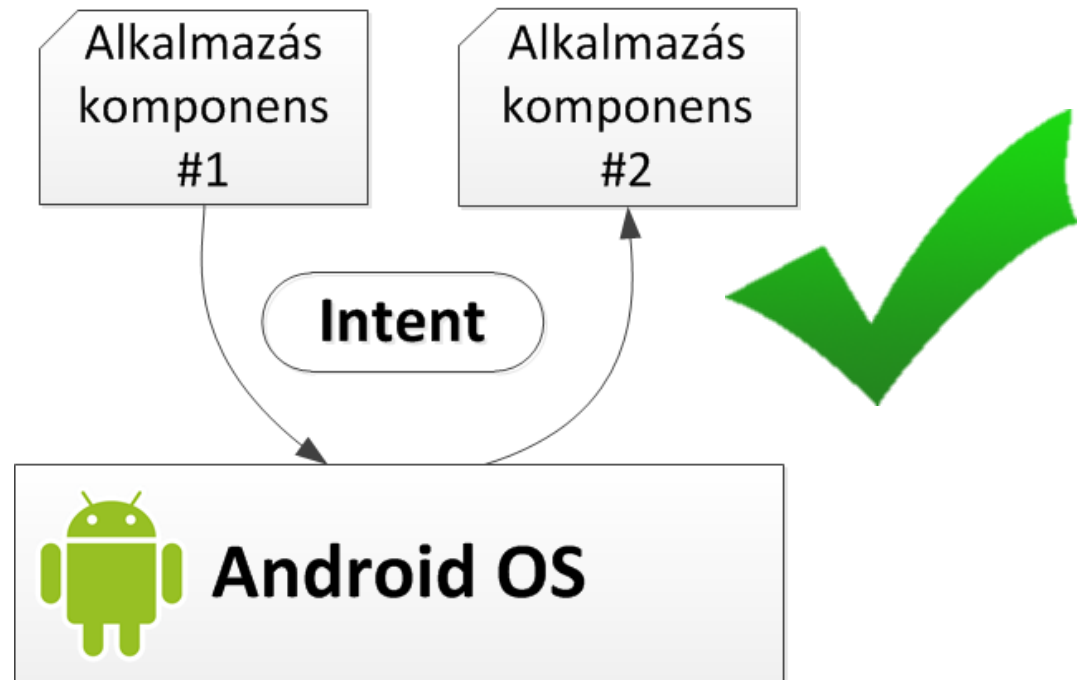 Alkalmazás
komponens
#1
Alkalmazás
komponens
#2
Intent
Android OS